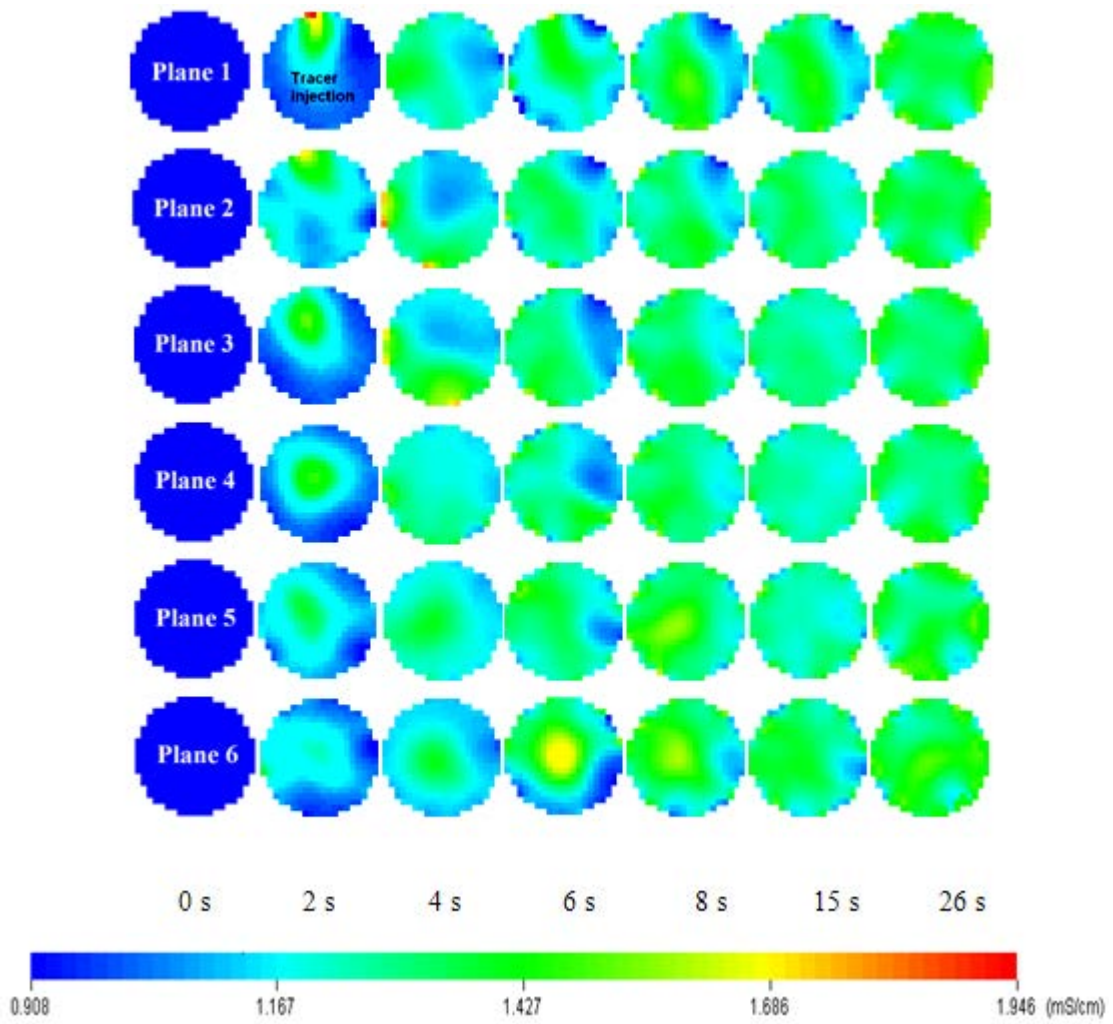 Plane 1
Tracer
Injection
Plane 2
Plane 3
Plane 4
Plane 5
Plane 6
0 s 2 s 4 s 6 s 8 s 15 s 26 s
0.908 1.167 1.427 1.686 1.946 (mS/cm)